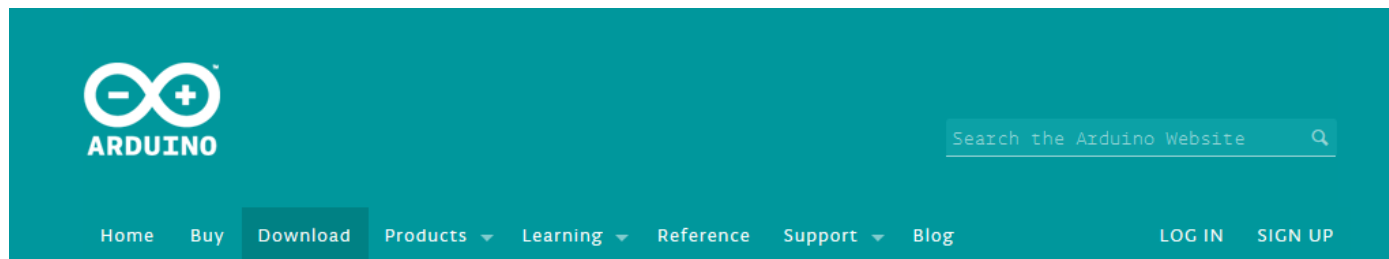 ARDUINO
Search the Arduino Website
Home Buy Download Products Learning Reference Support Blog LOG IN SIGN UP